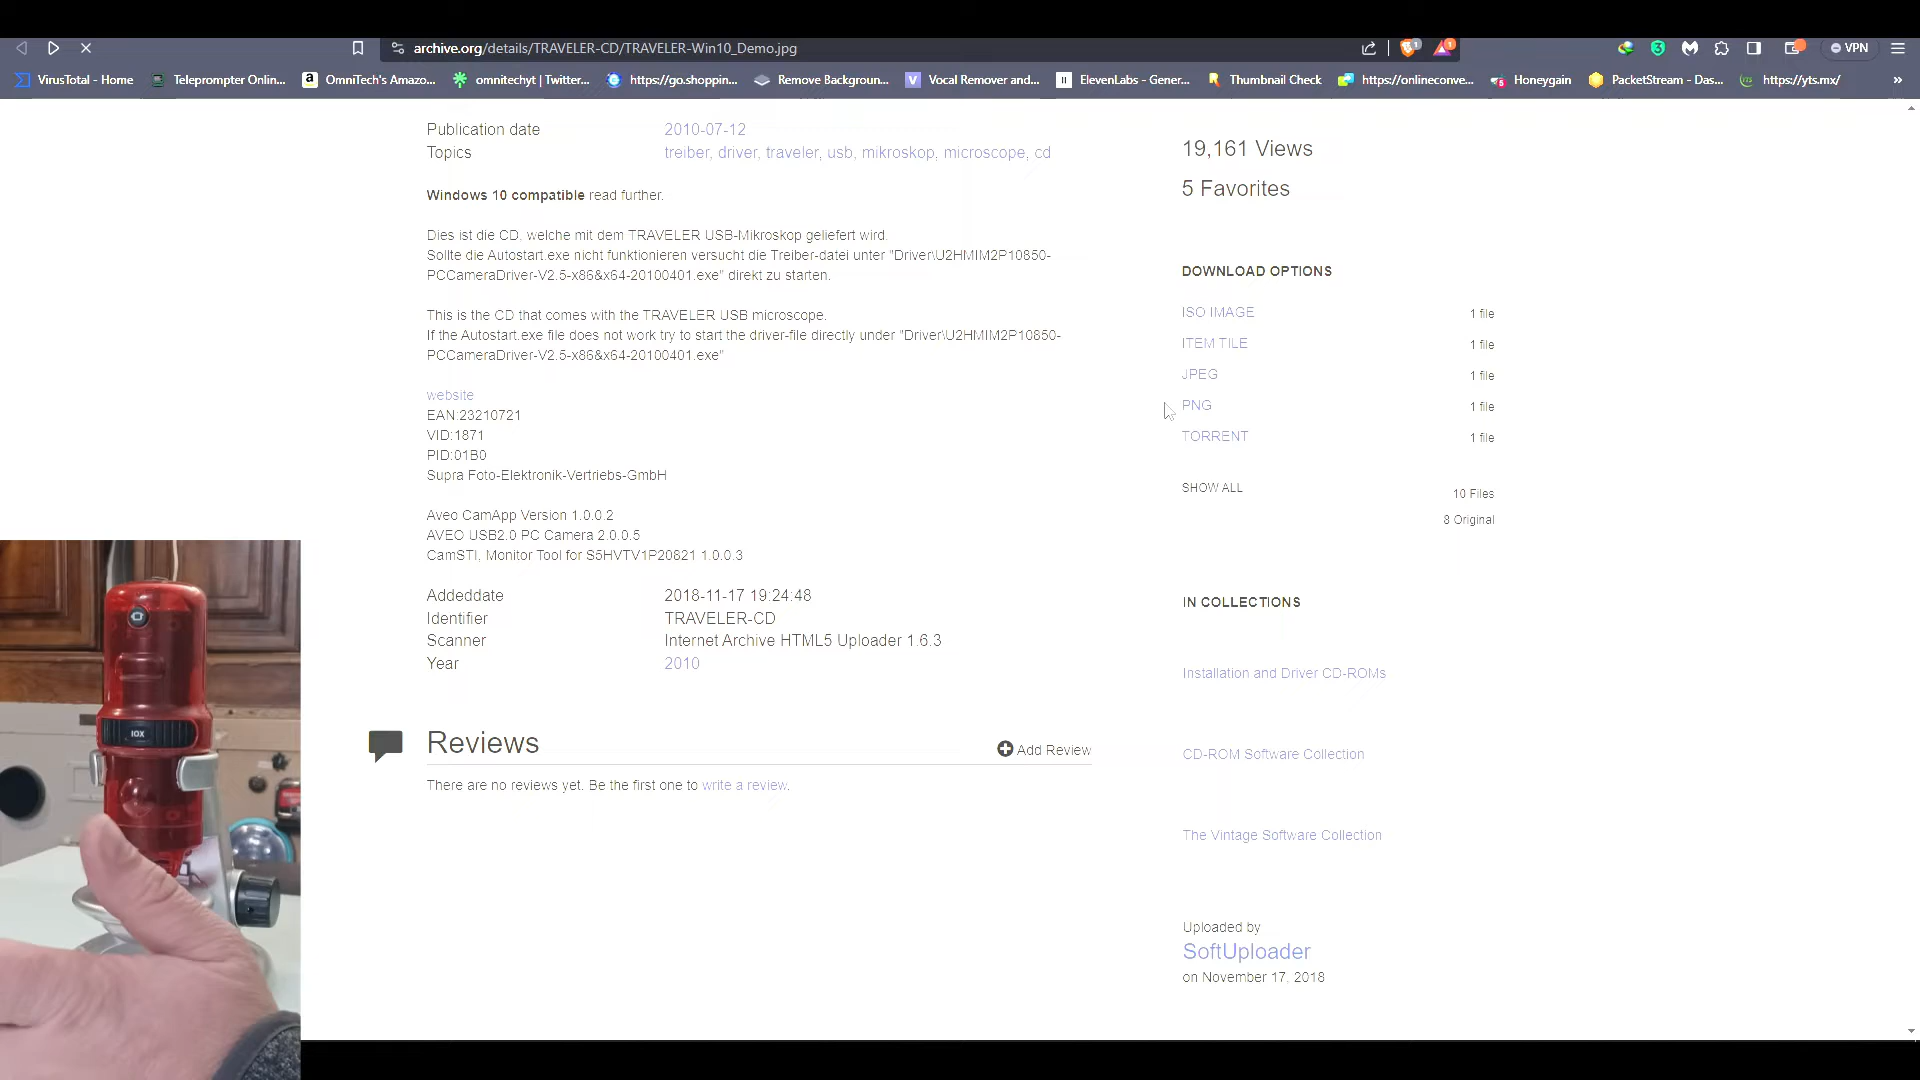 archive.org/details/TRAVELER-CD/TRAVELER-Win10_Demo.jpg
1
1
3
VPN
VirusTotal - Home
Teleprompter Onlin...
OmniTech's Amazo...
omnitechyt | Twitter...
https://go.shoppin...
Remove Backgroun...
Vocal Remover and...
ElevenLabs - Gener...
Thumbnail Check
https://onlineconve...
Honeygain
PacketStream - Das...
https://yts.mx/
»
Publication date 2010-07-12
Topics treiber, driver, traveler, usb, mikroskop, microscope, cd
Windows 10 compatible read further.
Dies ist die CD, welche mit dem TRAVELER USB-Mikroskop geliefert wird.
Sollte die Autostart.exe nicht funktionieren versucht die Treiber-datei unter "Driver\U2HMIM2P10850-
PCCameraDriver-V2.5-x86&x64-20100401.exe" direkt zu starten.
This is the CD that comes with the TRAVELER USB microscope.
If the Autostart.exe file does not work try to start the driver-file directly under "Driver\U2HMIM2P10850-
PCCameraDriver-V2.5-x86&x64-20100401.exe"
website
EAN:23210721
VID:1871
PID:01B0
Supra Foto-Elektronik-Vertriebs-GmbH
Aveo CamApp Version 1.0.0.2
AVEO USB2.0 PC Camera 2.0.0.5
CamSTI, Monitor Tool for S5HVTV1P20821 1.0.0.3
Addeddate 2018-11-17 19:24:48
Identifier TRAVELER-CD
Scanner Internet Archive HTML5 Uploader 1.6.3
Year 2010
Reviews
Add Review
There are no reviews yet. Be the first one to write a review.
19,161 Views
5 Favorites
DOWNLOAD OPTIONS
ISO IMAGE 1 file
ITEM TILE 1 file
JPEG 1 file
PNG 1 file
TORRENT 1 file
SHOW ALL 10 Files
8 Original
IN COLLECTIONS
Installation and Driver CD-ROMs
CD-ROM Software Collection
The Vintage Software Collection
Uploaded by
SoftUploader
on November 17, 2018
10X